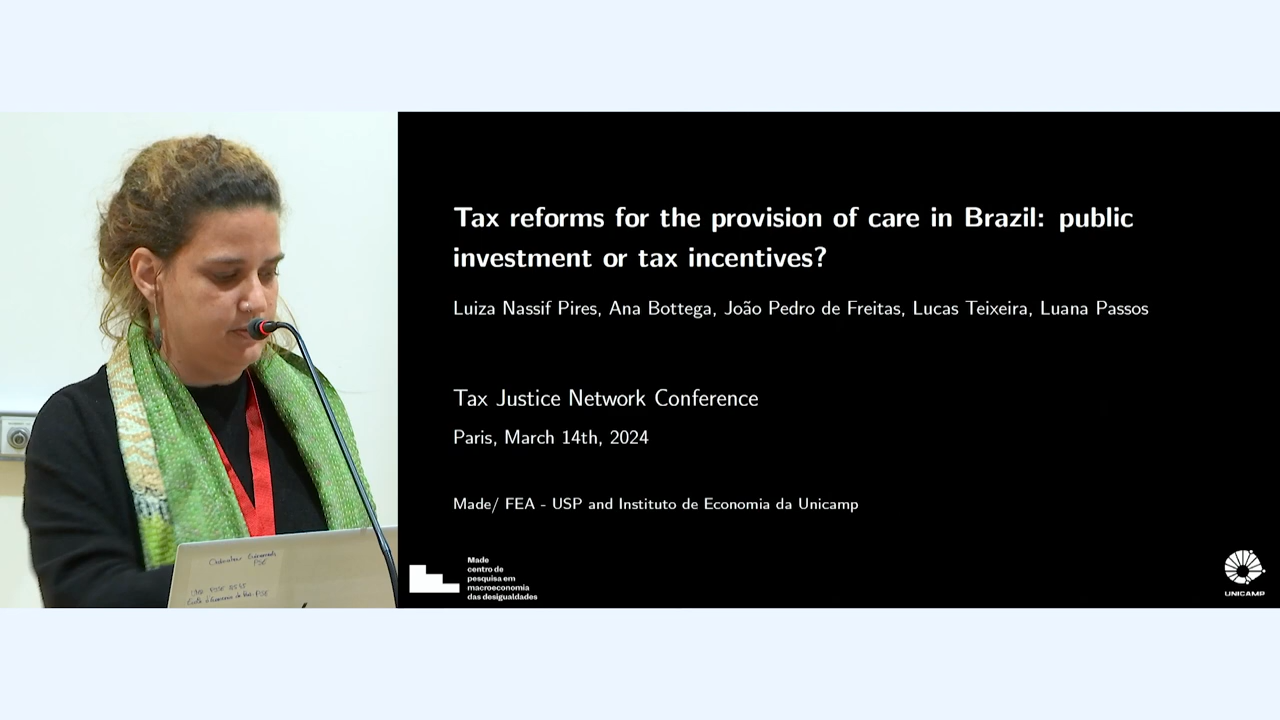 Tax reforms for the provision of care in Brazil: public
investment or tax incentives?
Luiza Nassif Pires, Ana Bottega, João Pedro de Freitas, Lucas Teixeira, Luana Passos
Tax Justice Network Conference
Paris, March 14th, 2024
Made/ FEA - USP and Instituto de Economia da Unicamp
Made
centro de
pesquisa em
macroeconomia
das desigualdades
UNICAMP
PSE